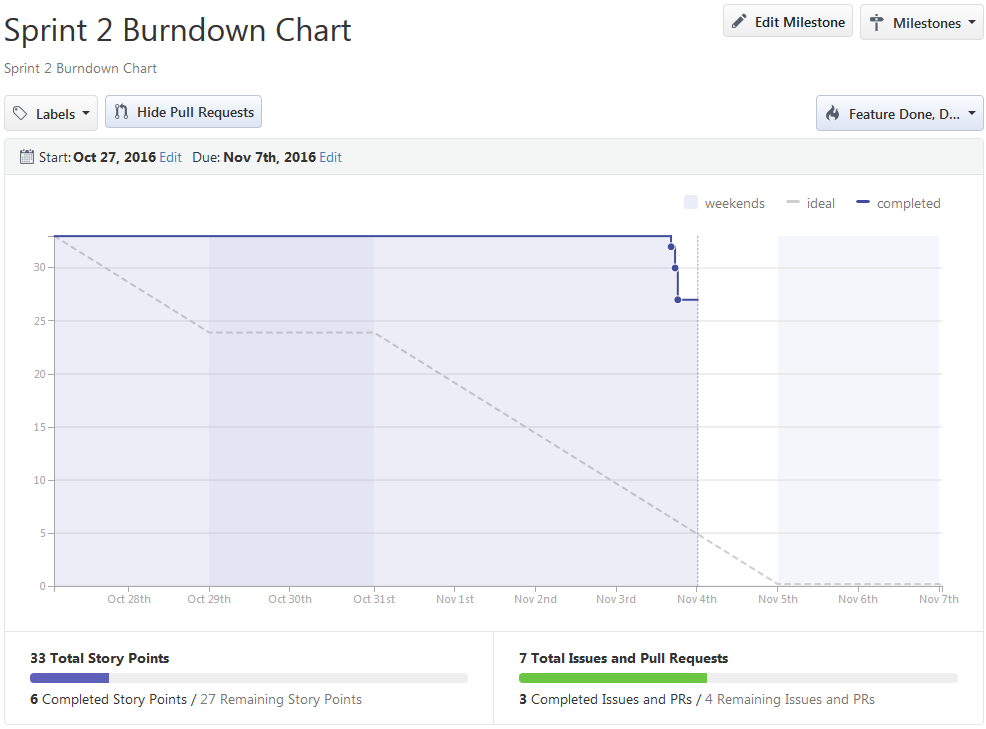 Sprint 2 Burndown Chart
Edit Milestone
Milestones
Sprint 2 Burndown Chart
Labels
Hide Pull Requests
Feature Done, D...
Start: Oct 27, 2016 Edit Due: Nov 7th, 2016 Edit
weekends ideal completed
30
25
20
15
10
5
0
Oct 28th Oct 29th Oct 30th Oct 31st Nov 1st Nov 2nd Nov 3rd Nov 4th Nov 5th Nov 6th Nov 7th
33 Total Story Points
6 Completed Story Points / 27 Remaining Story Points
7 Total Issues and Pull Requests
3 Completed Issues and PRs / 4 Remaining Issues and PRs